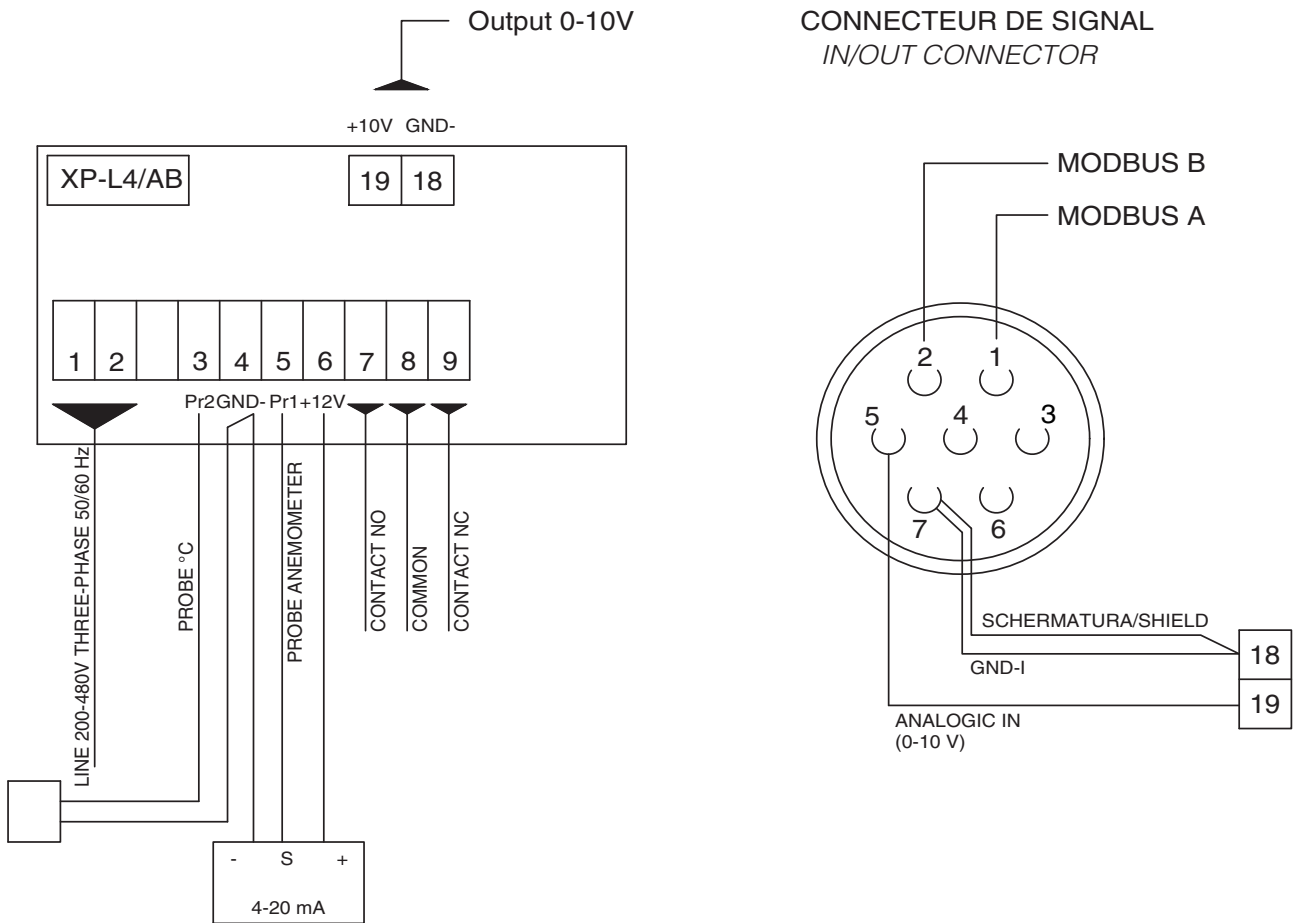 Output 0-10V
+10V GND-
XP-L4/AB
19 18
1 2 3 4 5 6 7 8 9
Pr2 GND- Pr1 +12V
LINE 200-480V THREE-PHASE 50/60 Hz
PROBE °C
PROBE ANEMOMETER
CONTACT NO
COMMON
CONTACT NC
- S +
4-20 mA
CONNECTEUR DE SIGNAL
IN/OUT CONNECTOR
MODBUS B
MODBUS A
2 1
5 4 3
7 6
SCHERMATURA/SHIELD
GND-I
18
19
ANALOGIC IN
(0-10 V)